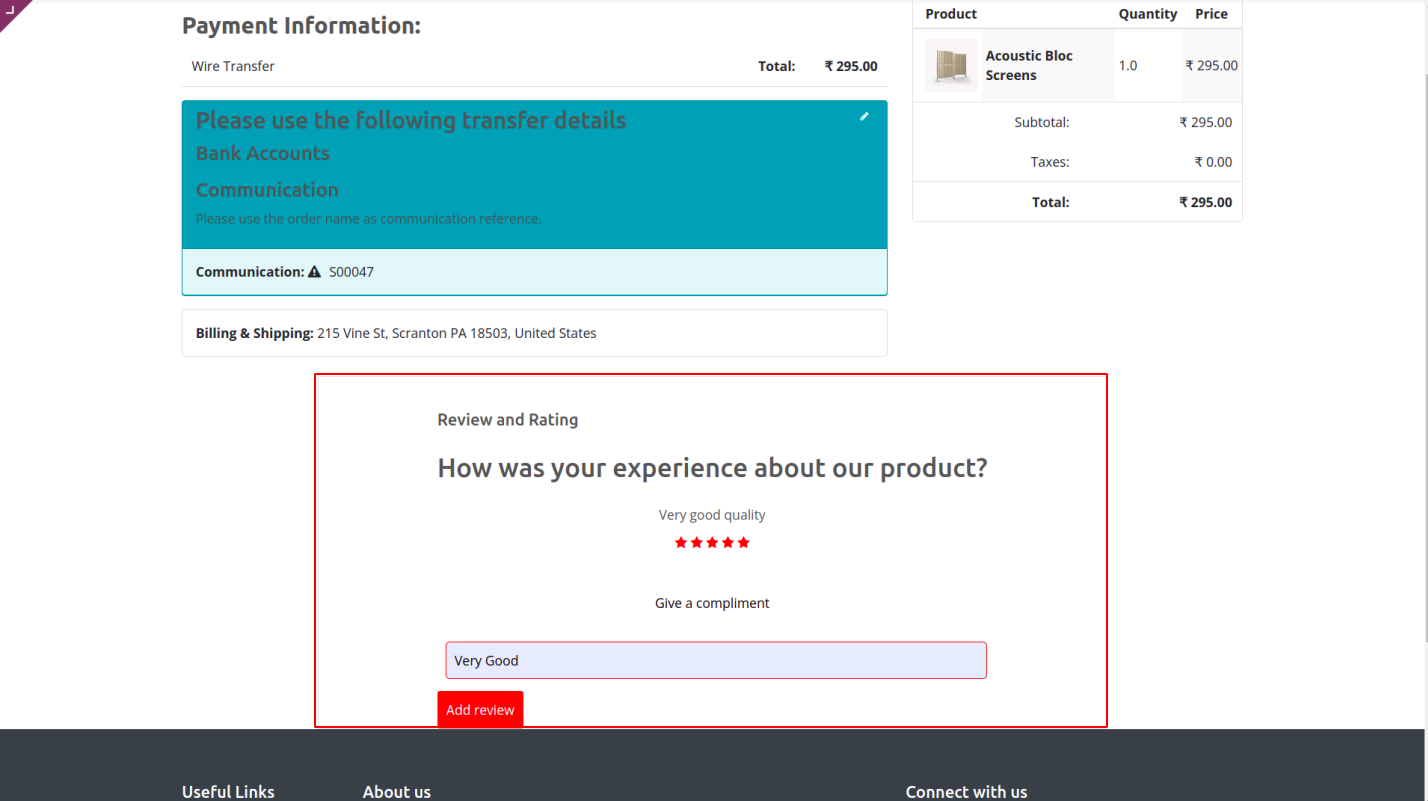 Payment Information:
Wire Transfer Total: ₹ 295.00
Please use the following transfer details
Bank Accounts
Communication
Please use the order name as communication reference.
Communication: S00047
Billing & Shipping: 215 Vine St, Scranton PA 18503, United States
Product Quantity Price
Acoustic Bloc
Screens
1.0 ₹ 295.00
Subtotal: ₹ 295.00
Taxes: ₹ 0.00
Total: ₹ 295.00
Review and Rating
How was your experience about our product?
Very good quality
Give a compliment
Very Good
Add review
Useful Links About us Connect with us